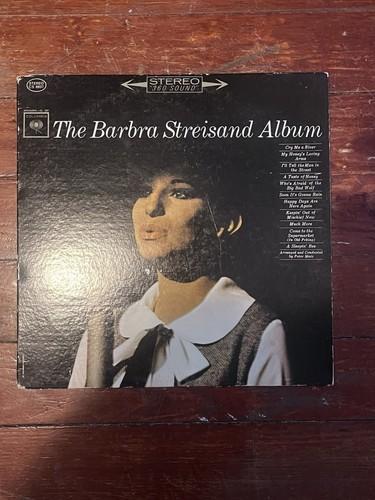 STEREO
"360 SOUND"
STEREO
COLUMBIA
The Barbra Streisand Album
Cry Me a River
My Honey's Loving
Arms
I'll Tell the Man in
the Street
A Taste of Honey
Who's Afraid of the
Big Bad Wolf
Soon It's Gonna Rain
Happy Days Are
Here Again
Keepin' Out of
Mischief Now
Much More
Come to the
Supermarket
(In Old Peking)
A Sleepin' Bee
Arranged and Conducted
by Peter Matz